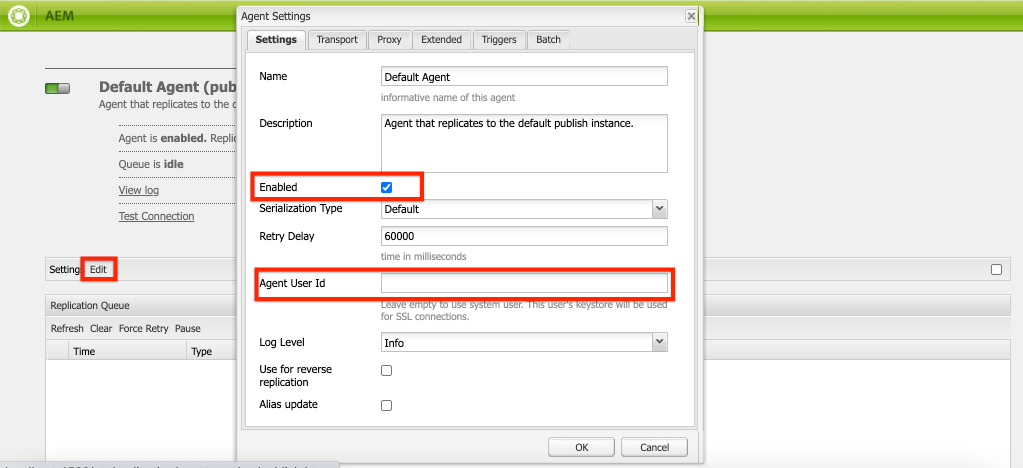 AEM
Agent Settings
Settings Transport Proxy Extended Triggers Batch
Default Agent (pub
Agent that replicates to the
Agent is enabled. Replic
Queue is idle
View log
Test Connection
Settings Edit
Replication Queue
Refresh Clear Force Retry Pause
Time Type
Name Default Agent
informative name of this agent
Description Agent that replicates to the default publish instance.
Enabled
Serialization Type Default
Retry Delay 60000
time in milliseconds
Agent User Id
Leave empty to use system user. This user's keystore will be used
for SSL connections.
Log Level Info
Use for reverse
replication
Alias update
OK Cancel